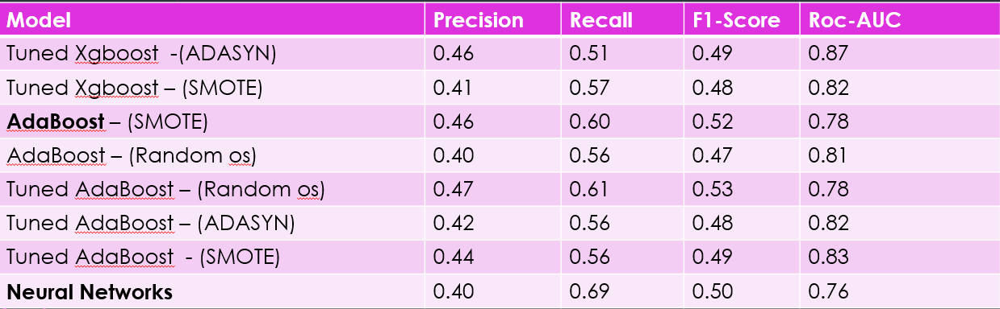 Model Precision Recall F1-Score Roc-AUC
Tuned Xgboost -(ADASYN) 0.46 0.51 0.49 0.87
Tuned Xgboost – (SMOTE) 0.41 0.57 0.48 0.82
AdaBoost – (SMOTE) 0.46 0.60 0.52 0.78
AdaBoost – (Random os) 0.40 0.56 0.47 0.81
Tuned AdaBoost – (Random os) 0.47 0.61 0.53 0.78
Tuned AdaBoost – (ADASYN) 0.42 0.56 0.48 0.82
Tuned AdaBoost - (SMOTE) 0.44 0.56 0.49 0.83
Neural Networks 0.40 0.69 0.50 0.76